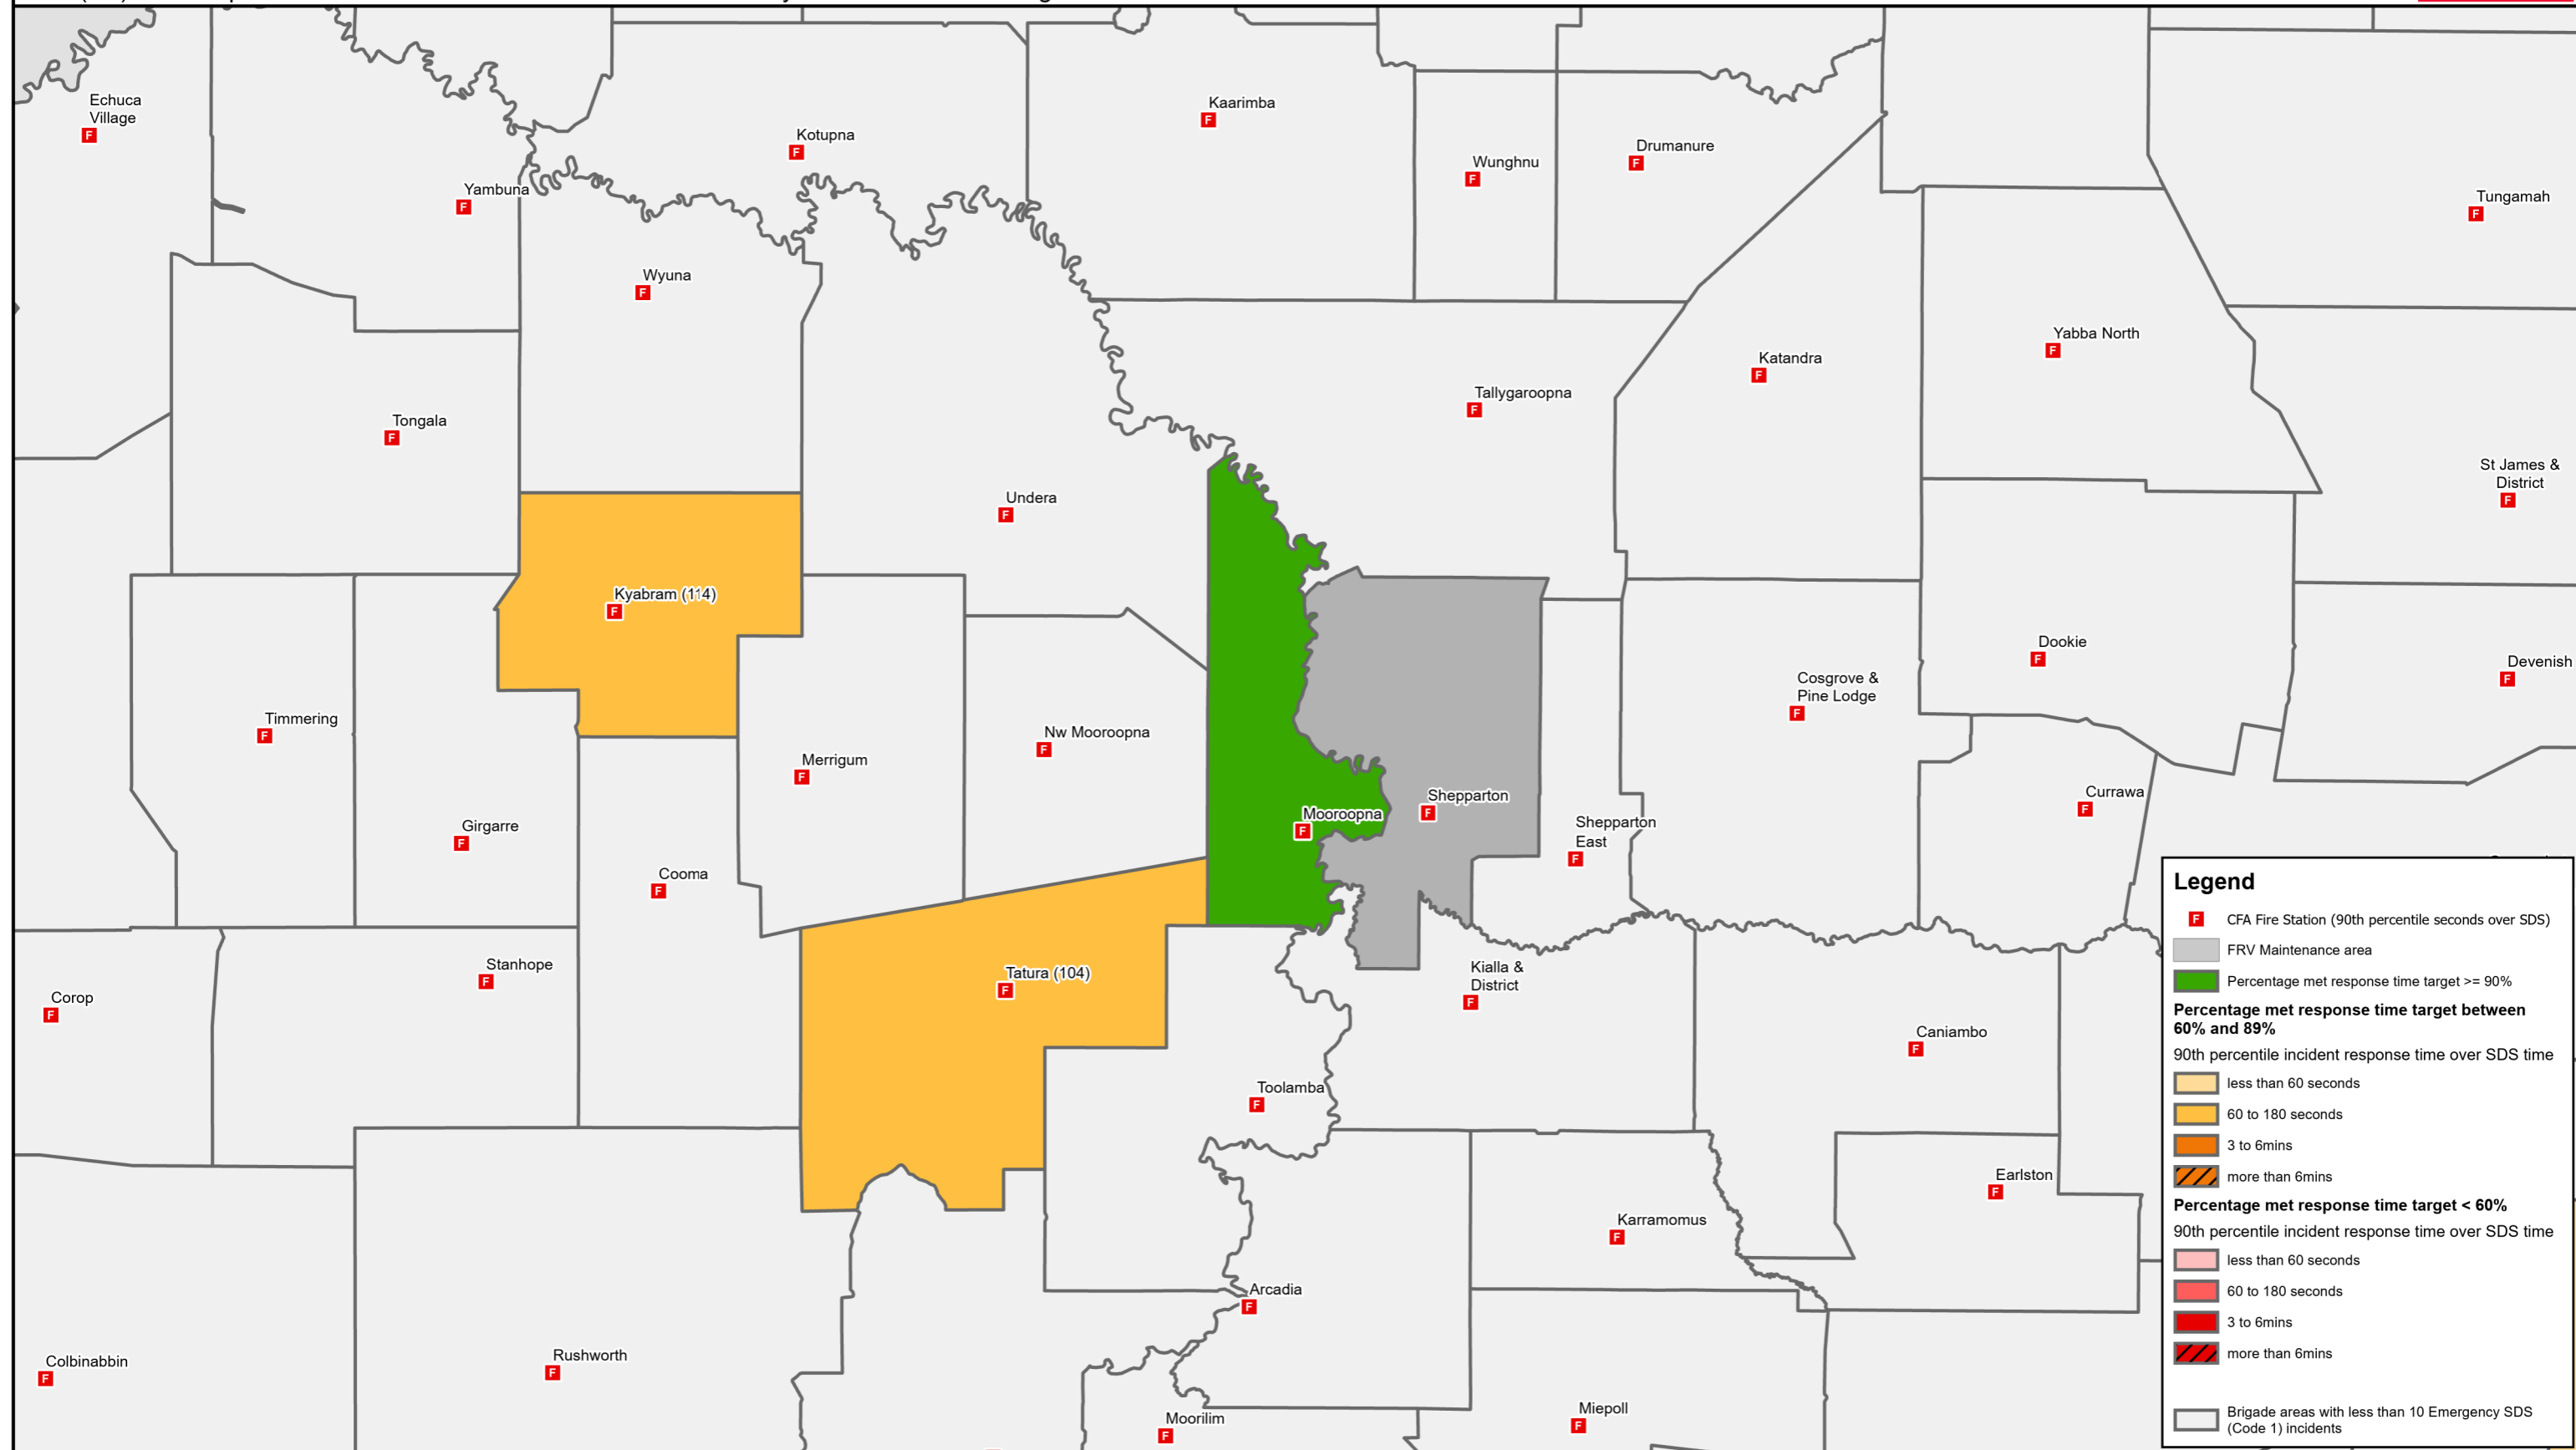 Echuca
Village
F
Kaarimba
F
Kotupna
F
Drumanure
F
Wunghnu
F
Yambuna
F
Tungamah
F
Wyuna
F
Yabba North
F
Katandra
F
Tallygaroopna
F
Tongala
F
St James &
District
F
Undera
F
Kyabram (114)
F
Dookie
F
Devenish
F
Cosgrove &
Pine Lodge
F
Timmering
F
Nw Mooroopna
F
Merrigum
F
Shepparton
F
Mooroopna
F
Currawa
F
Girgarre
F
Shepparton
East
F
Cooma
F
Stanhope
F
Tatura (104)
F
Kialla &
District
F
Corop
F
Caniambo
F
Toolamba
F
Earlston
F
Karramomus
F
Arcadia
F
Rushworth
F
Colbinabbin
F
Miepoll
F
Moorilim
F
Legend
F CFA Fire Station (90th percentile seconds over SDS)
FRV Maintenance area
Percentage met response time target >= 90%
Percentage met response time target between
60% and 89%
90th percentile incident response time over SDS time
less than 60 seconds
60 to 180 seconds
3 to 6mins
more than 6mins
Percentage met response time target < 60%
90th percentile incident response time over SDS time
less than 60 seconds
60 to 180 seconds
3 to 6mins
more than 6mins
Brigade areas with less than 10 Emergency SDS
(Code 1) incidents